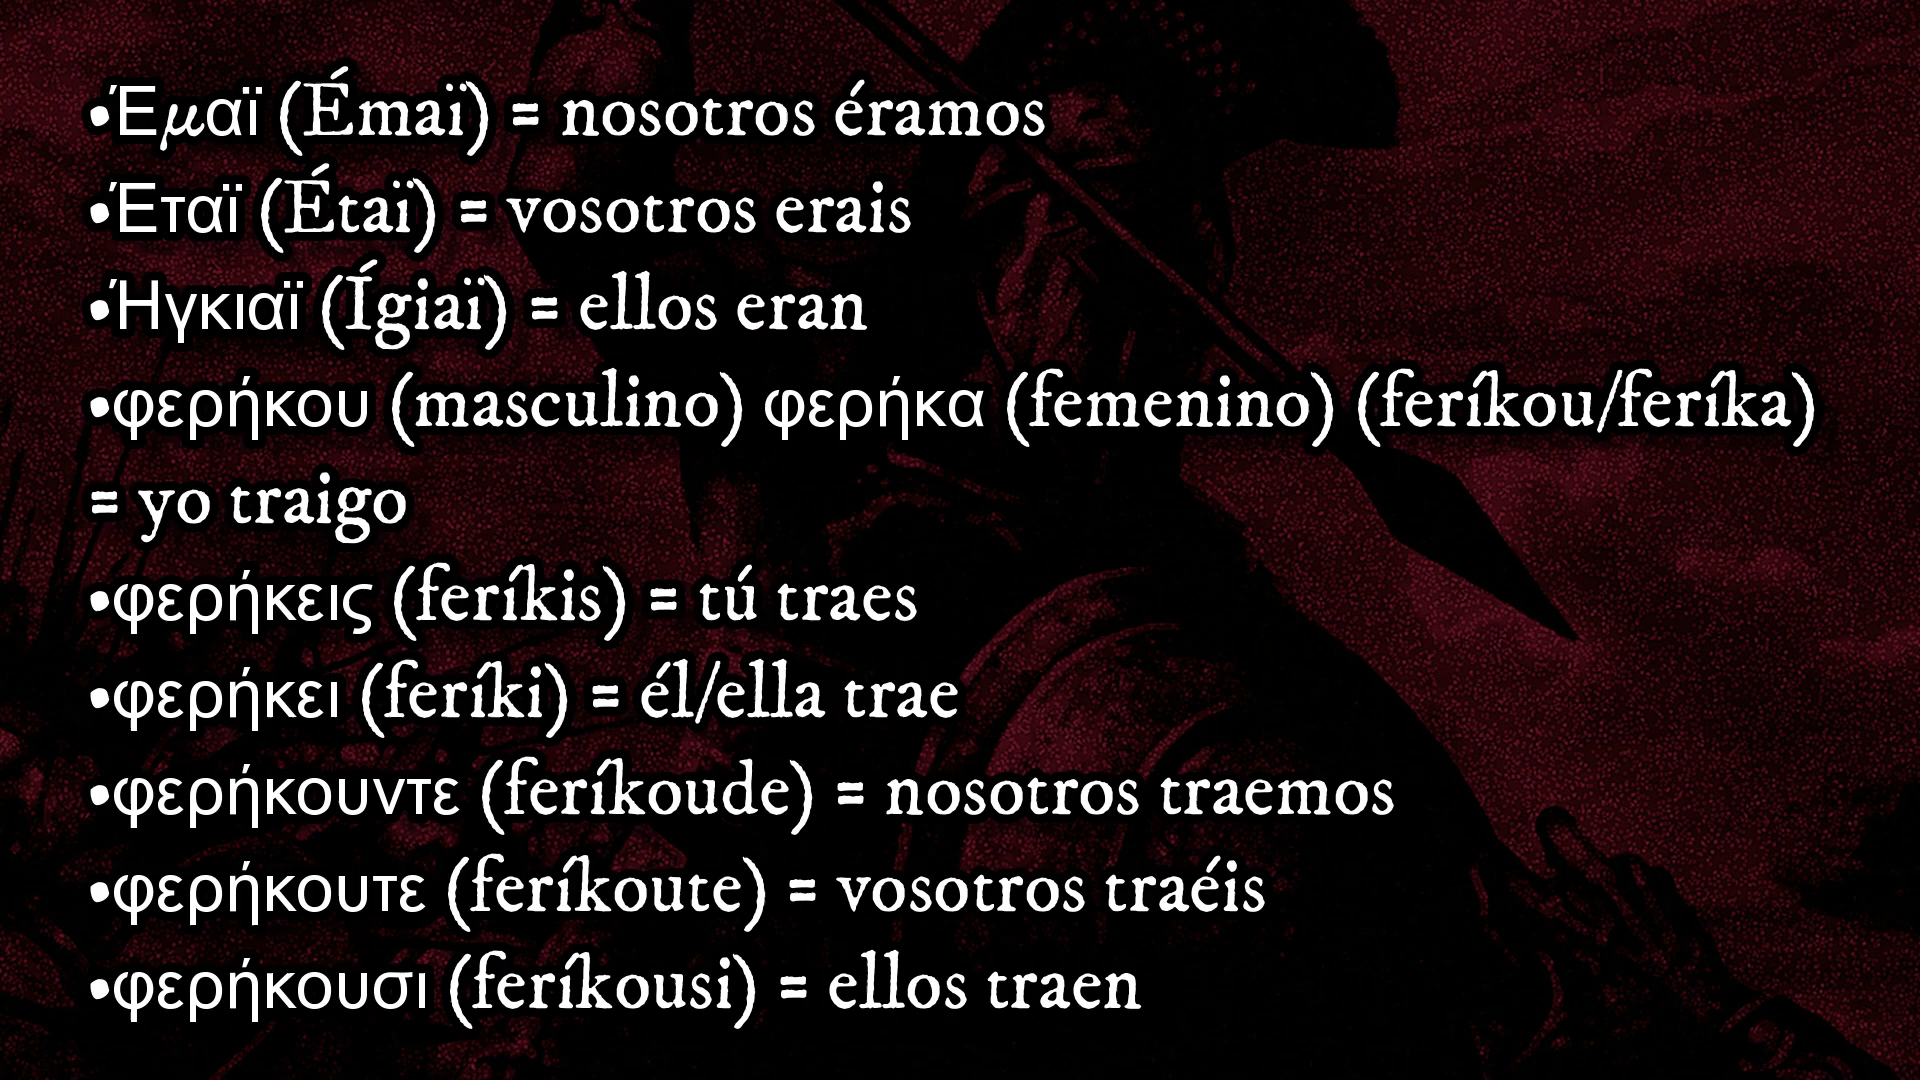 •Έμαϊ (Émaï) = nosotros éramos
•Έταϊ (Étaï) = vosotros erais
•Ήγκιαϊ (Ígiaï) = ellos eran
•φερήκου (masculino) φερήκα (femenino) (feríkou/feríka)
= yo traigo
•φερήκεις (feríkis) = tú traes
•φερήκει (feríki) = él/ella trae
•φερήκουντε (feríkoude) = nosotros traemos
•φερήκουτε (feríkoute) = vosotros traéis
•φερήκουσι (feríkousi) = ellos traen